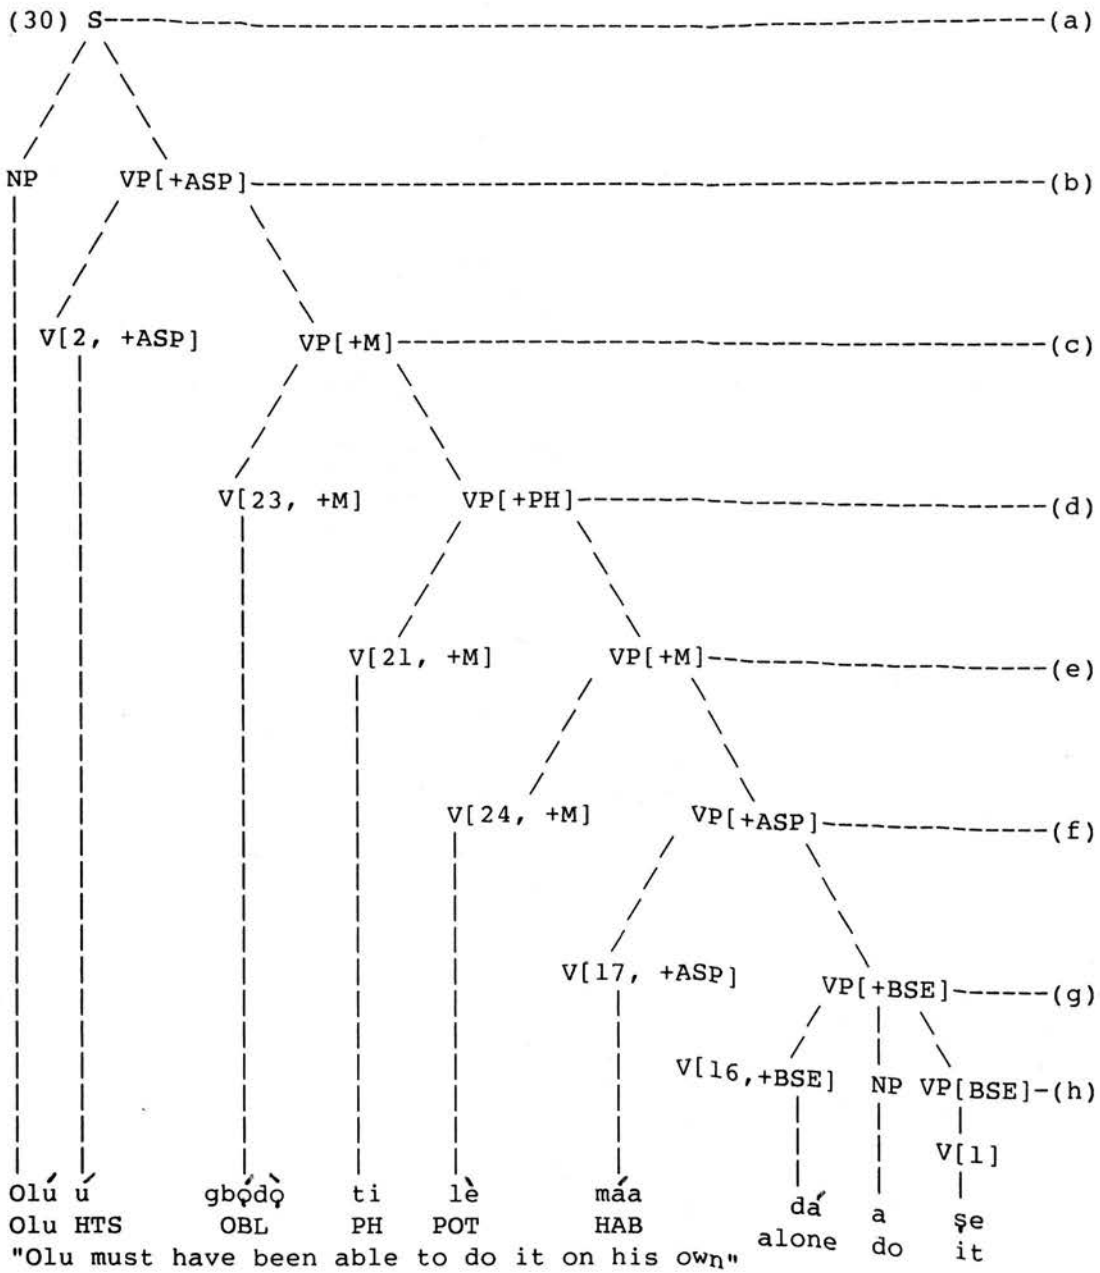 (30) S (a)
NP VP[+ASP] (b)
V[2, +ASP] VP[+M] (c)
V[23, +M] VP[+PH] (d)
V[21, +M] VP[+M] (e)
V[24, +M] VP[+ASP] (f)
V[17, +ASP] VP[+BSE] (g)
V[16,+BSE] NP VP[BSE] (h)
V[1]
Olú ú gbọ́dọ̀ ti lè máa dá a ṣe
Olu HTS OBL PH POT HAB alone do it
"Olu must have been able to do it on his own"